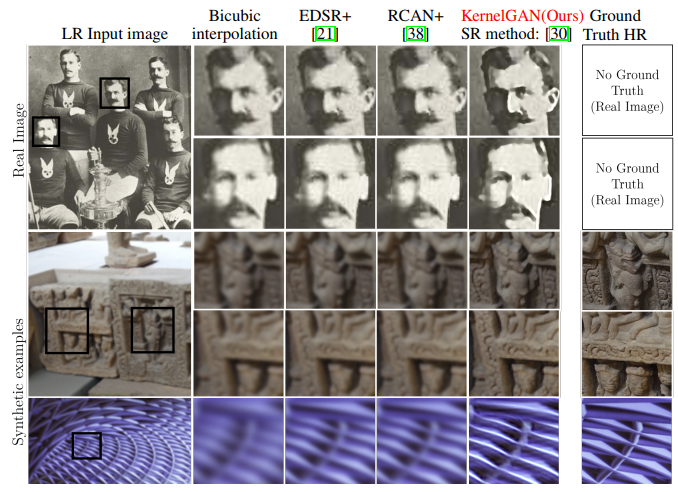 LR Input image
Bicubic
interpolation
EDSR+
[21]
RCAN+
[38]
KernelGAN(Ours)
SR method: [30]
Ground
Truth HR
Real Image
No Ground
Truth
(Real Image)
No Ground
Truth
(Real Image)
Synthetic examples